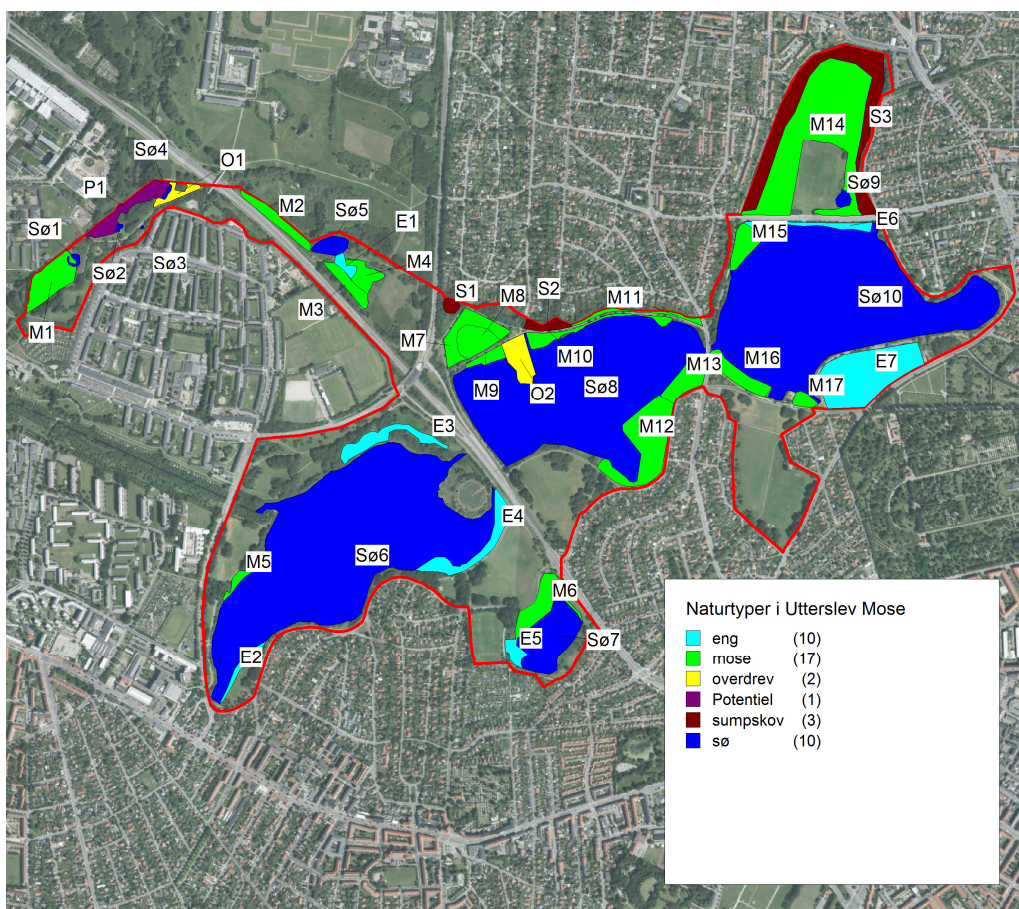 M14
S3
Sø4
O1
P1
M2
Sø9
Sø1
Sø5
E1
E6
M15
M4
Sø2
Sø3
S1
M8
S2
M11
Sø10
M3
M1
M7
M10
M13
M16
E7
M9
Sø8
O2
M17
M12
E3
E4
Sø6
M5
M6
E5
Sø7
E2
Naturtyper i Utterslev Mose
eng (10)
mose (17)
overdrev (2)
Potentiel (1)
sumpskov (3)
sø (10)